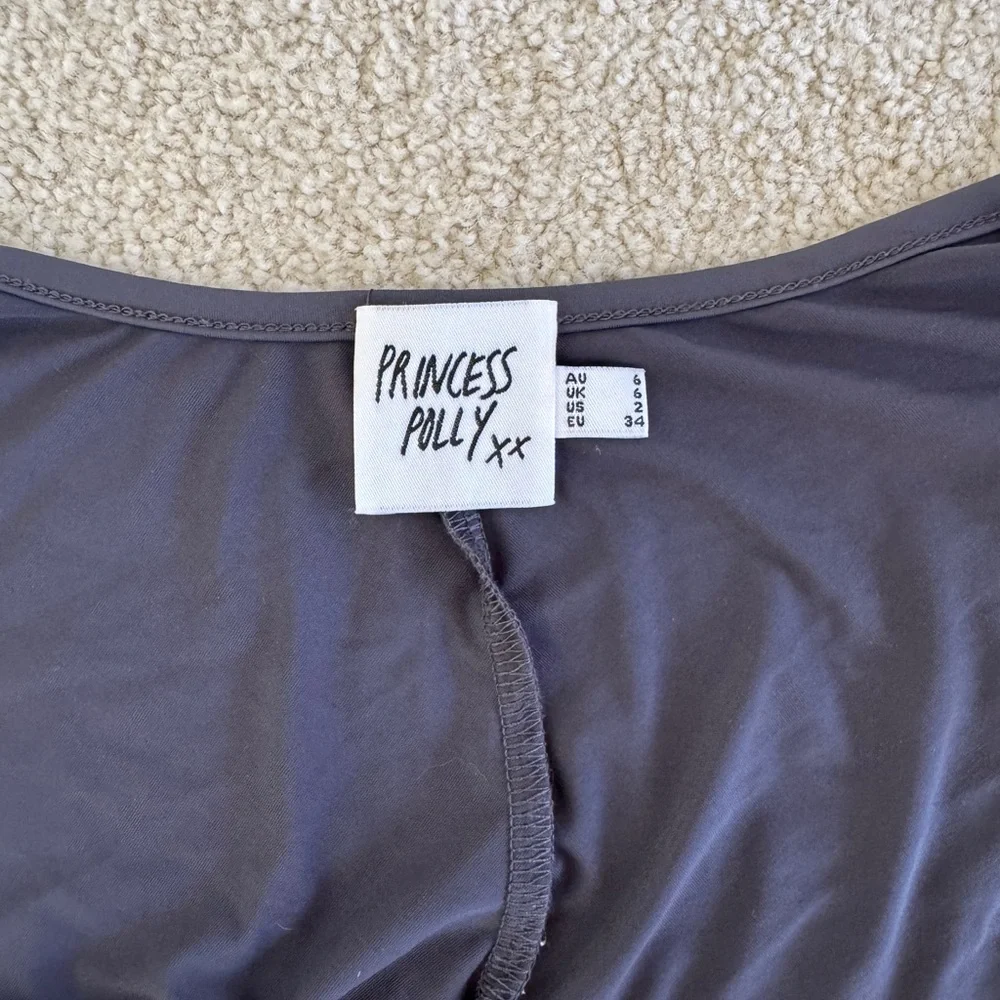 PRINCESS
POLLY xx
AU 6
UK 6
US 2
EU 34